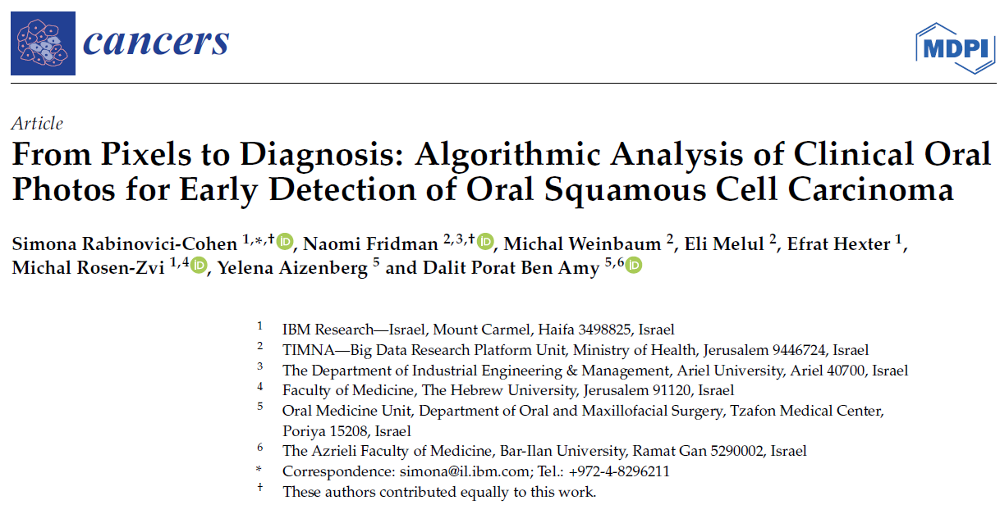 cancers
MDPI
Article
From Pixels to Diagnosis: Algorithmic Analysis of Clinical Oral
Photos for Early Detection of Oral Squamous Cell Carcinoma
Simona Rabinovici-Cohen 1,*,† iD, Naomi Fridman 2,3,† iD, Michal Weinbaum 2, Eli Melul 2, Efrat Hexter 1,
Michal Rosen-Zvi 1,4 iD, Yelena Aizenberg 5 and Dalit Porat Ben Amy 5,6 iD
1 IBM Research—Israel, Mount Carmel, Haifa 3498825, Israel
2 TIMNA—Big Data Research Platform Unit, Ministry of Health, Jerusalem 9446724, Israel
3 The Department of Industrial Engineering & Management, Ariel University, Ariel 40700, Israel
4 Faculty of Medicine, The Hebrew University, Jerusalem 91120, Israel
5 Oral Medicine Unit, Department of Oral and Maxillofacial Surgery, Tzafon Medical Center,
Poriya 15208, Israel
6 The Azrieli Faculty of Medicine, Bar-Ilan University, Ramat Gan 5290002, Israel
* Correspondence: simona@il.ibm.com; Tel.: +972-4-8296211
† These authors contributed equally to this work.